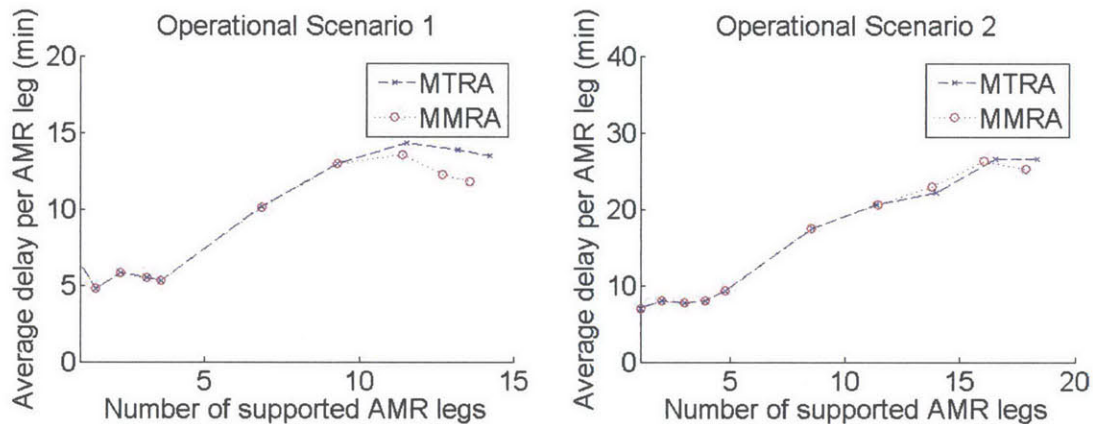 Operational Scenario 1
Average delay per AMR leg (min)
20
15
10
5
0
MTRA
MMRA
5
10
15
Number of supported AMR legs
Operational Scenario 2
Average delay per AMR leg (min)
40
30
20
10
0
MTRA
MMRA
5
10
15
20
Number of supported AMR legs